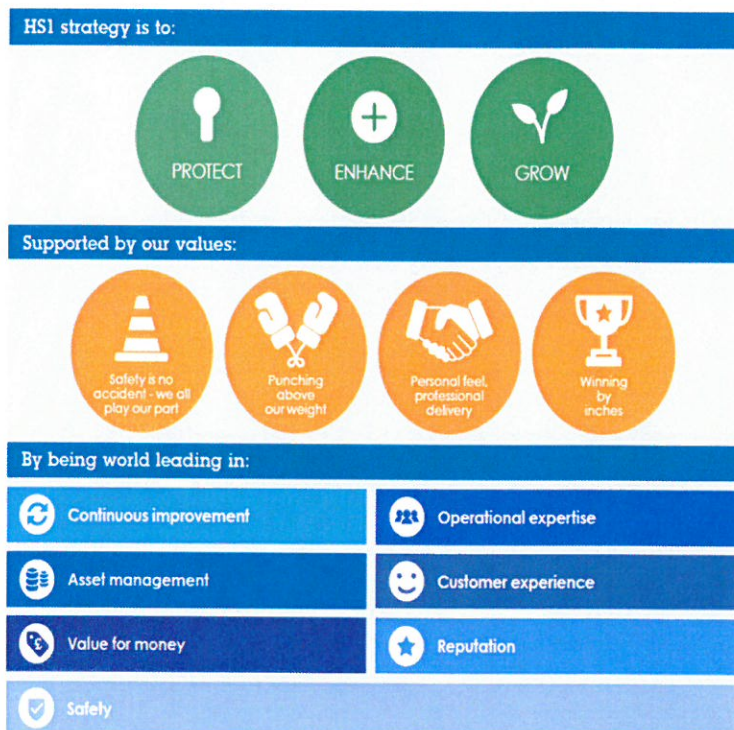 HS1 strategy is to:
PROTECT
ENHANCE
GROW
Supported by our values:
Safety is no
accident - we all
play our part
Punching
above
our weight
Personal feel,
professional
delivery
Winning
by
inches
By being world leading in:
Continuous improvement
Operational expertise
Asset management
Customer experience
£
Value for money
Reputation
Safety